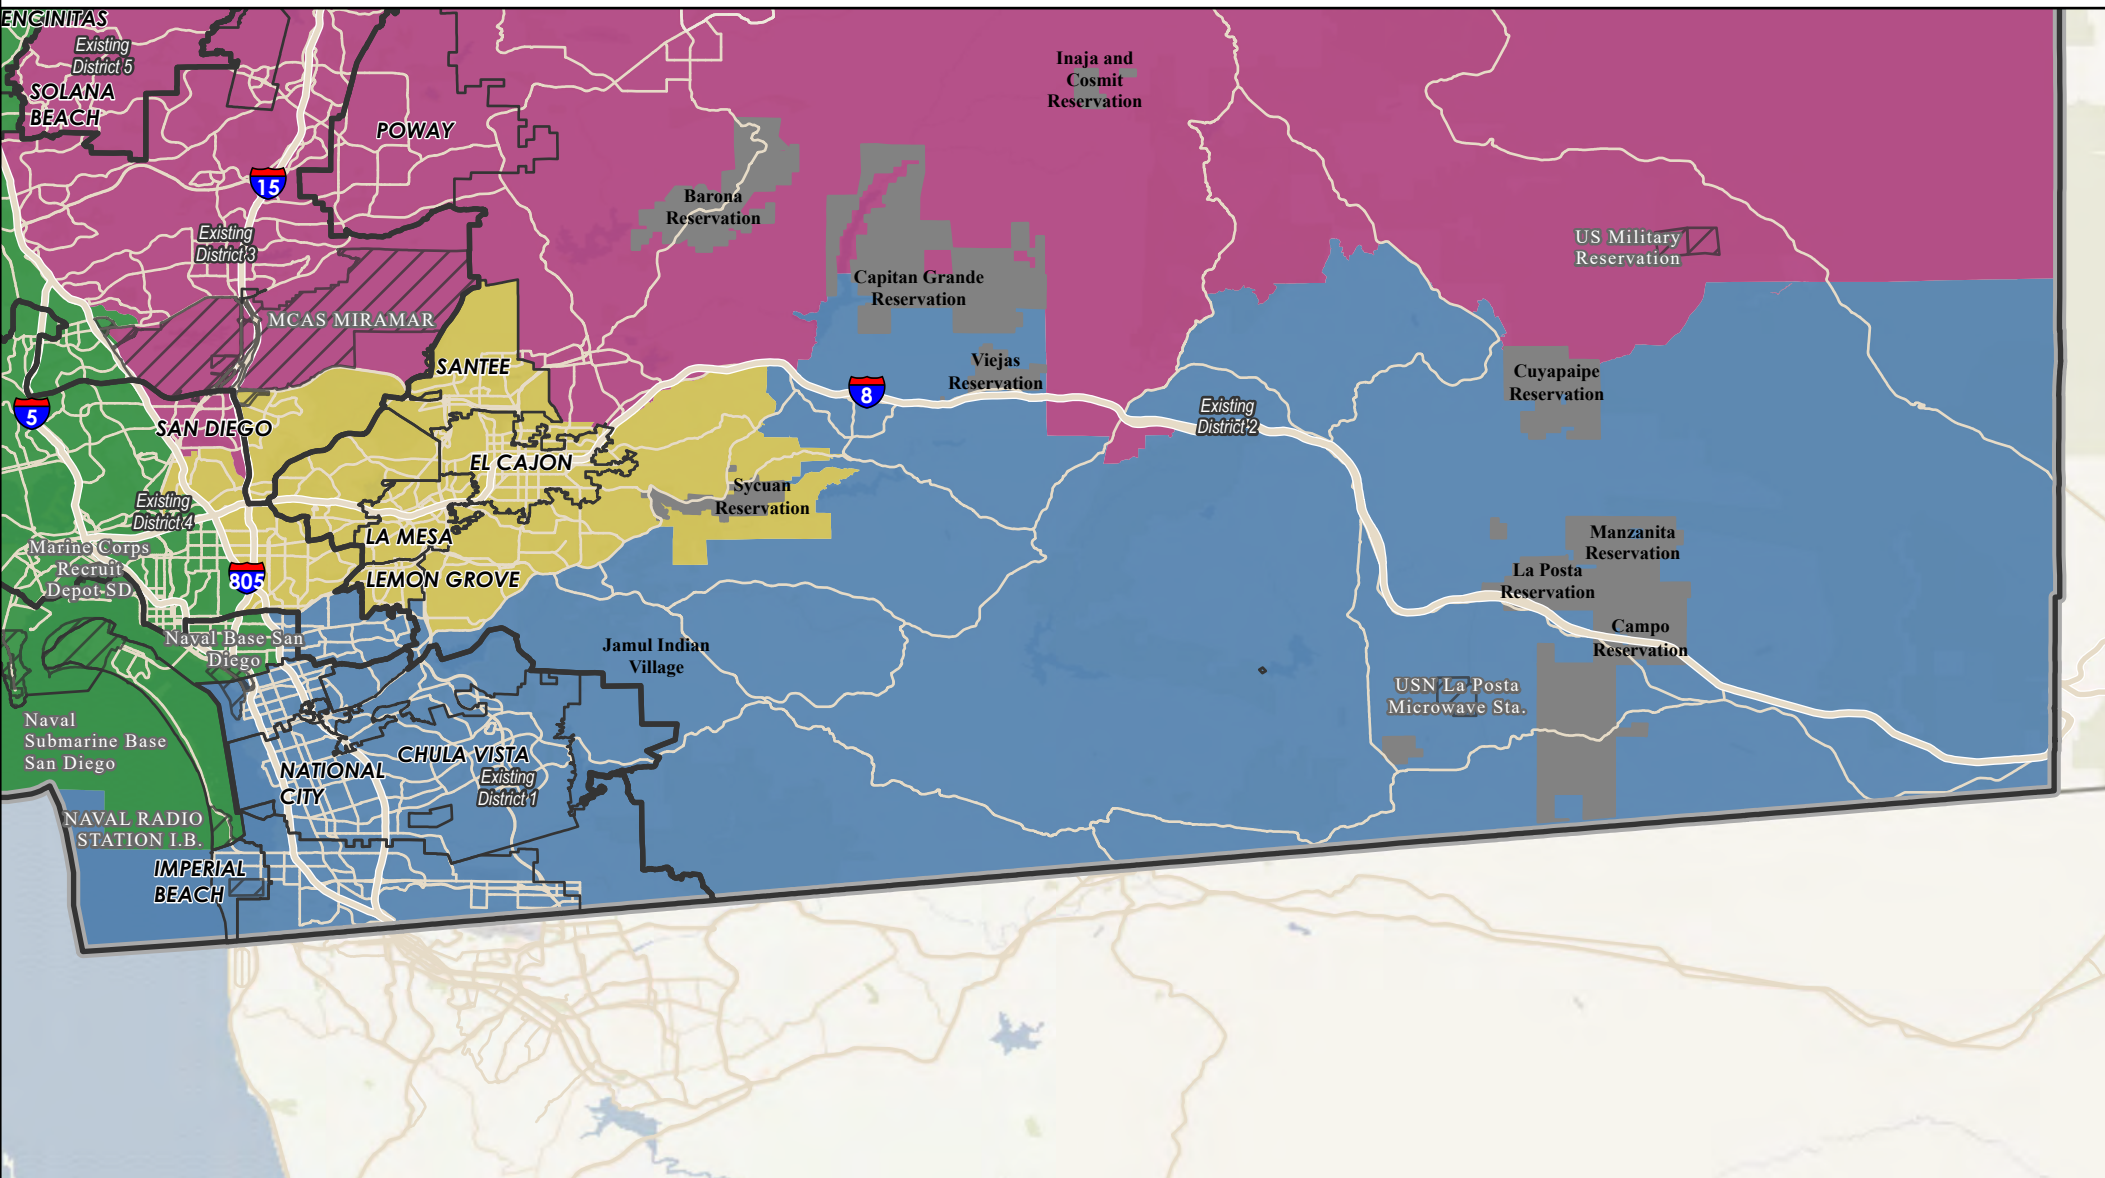 ENCINITAS
Existing
District 5
SOLANA
BEACH
POWAY
15
Existing
District 3
MCAS MIRAMAR
SANTEE
5
SAN DIEGO
EL CAJON
Existing
District 4
LA MESA
LEMON GROVE
Marine Corps
Recruit
Depot SD
805
Naval Base San
Diego
Naval
Submarine Base
San Diego
NAVAL RADIO
STATION I.B.
IMPERIAL
BEACH
NATIONAL
CITY
CHULA VISTA
Existing
District 1
Barona
Reservation
Capitan Grande
Reservation
Viejas
Reservation
8
Sycuan
Reservation
Jamul Indian
Village
Inaja and
Cosmit
Reservation
Existing
District 2
US Military
Reservation
Cuyapaipe
Reservation
Manzanita
Reservation
La Posta
Reservation
Campo
Reservation
USN La Posta
Microwave Sta.